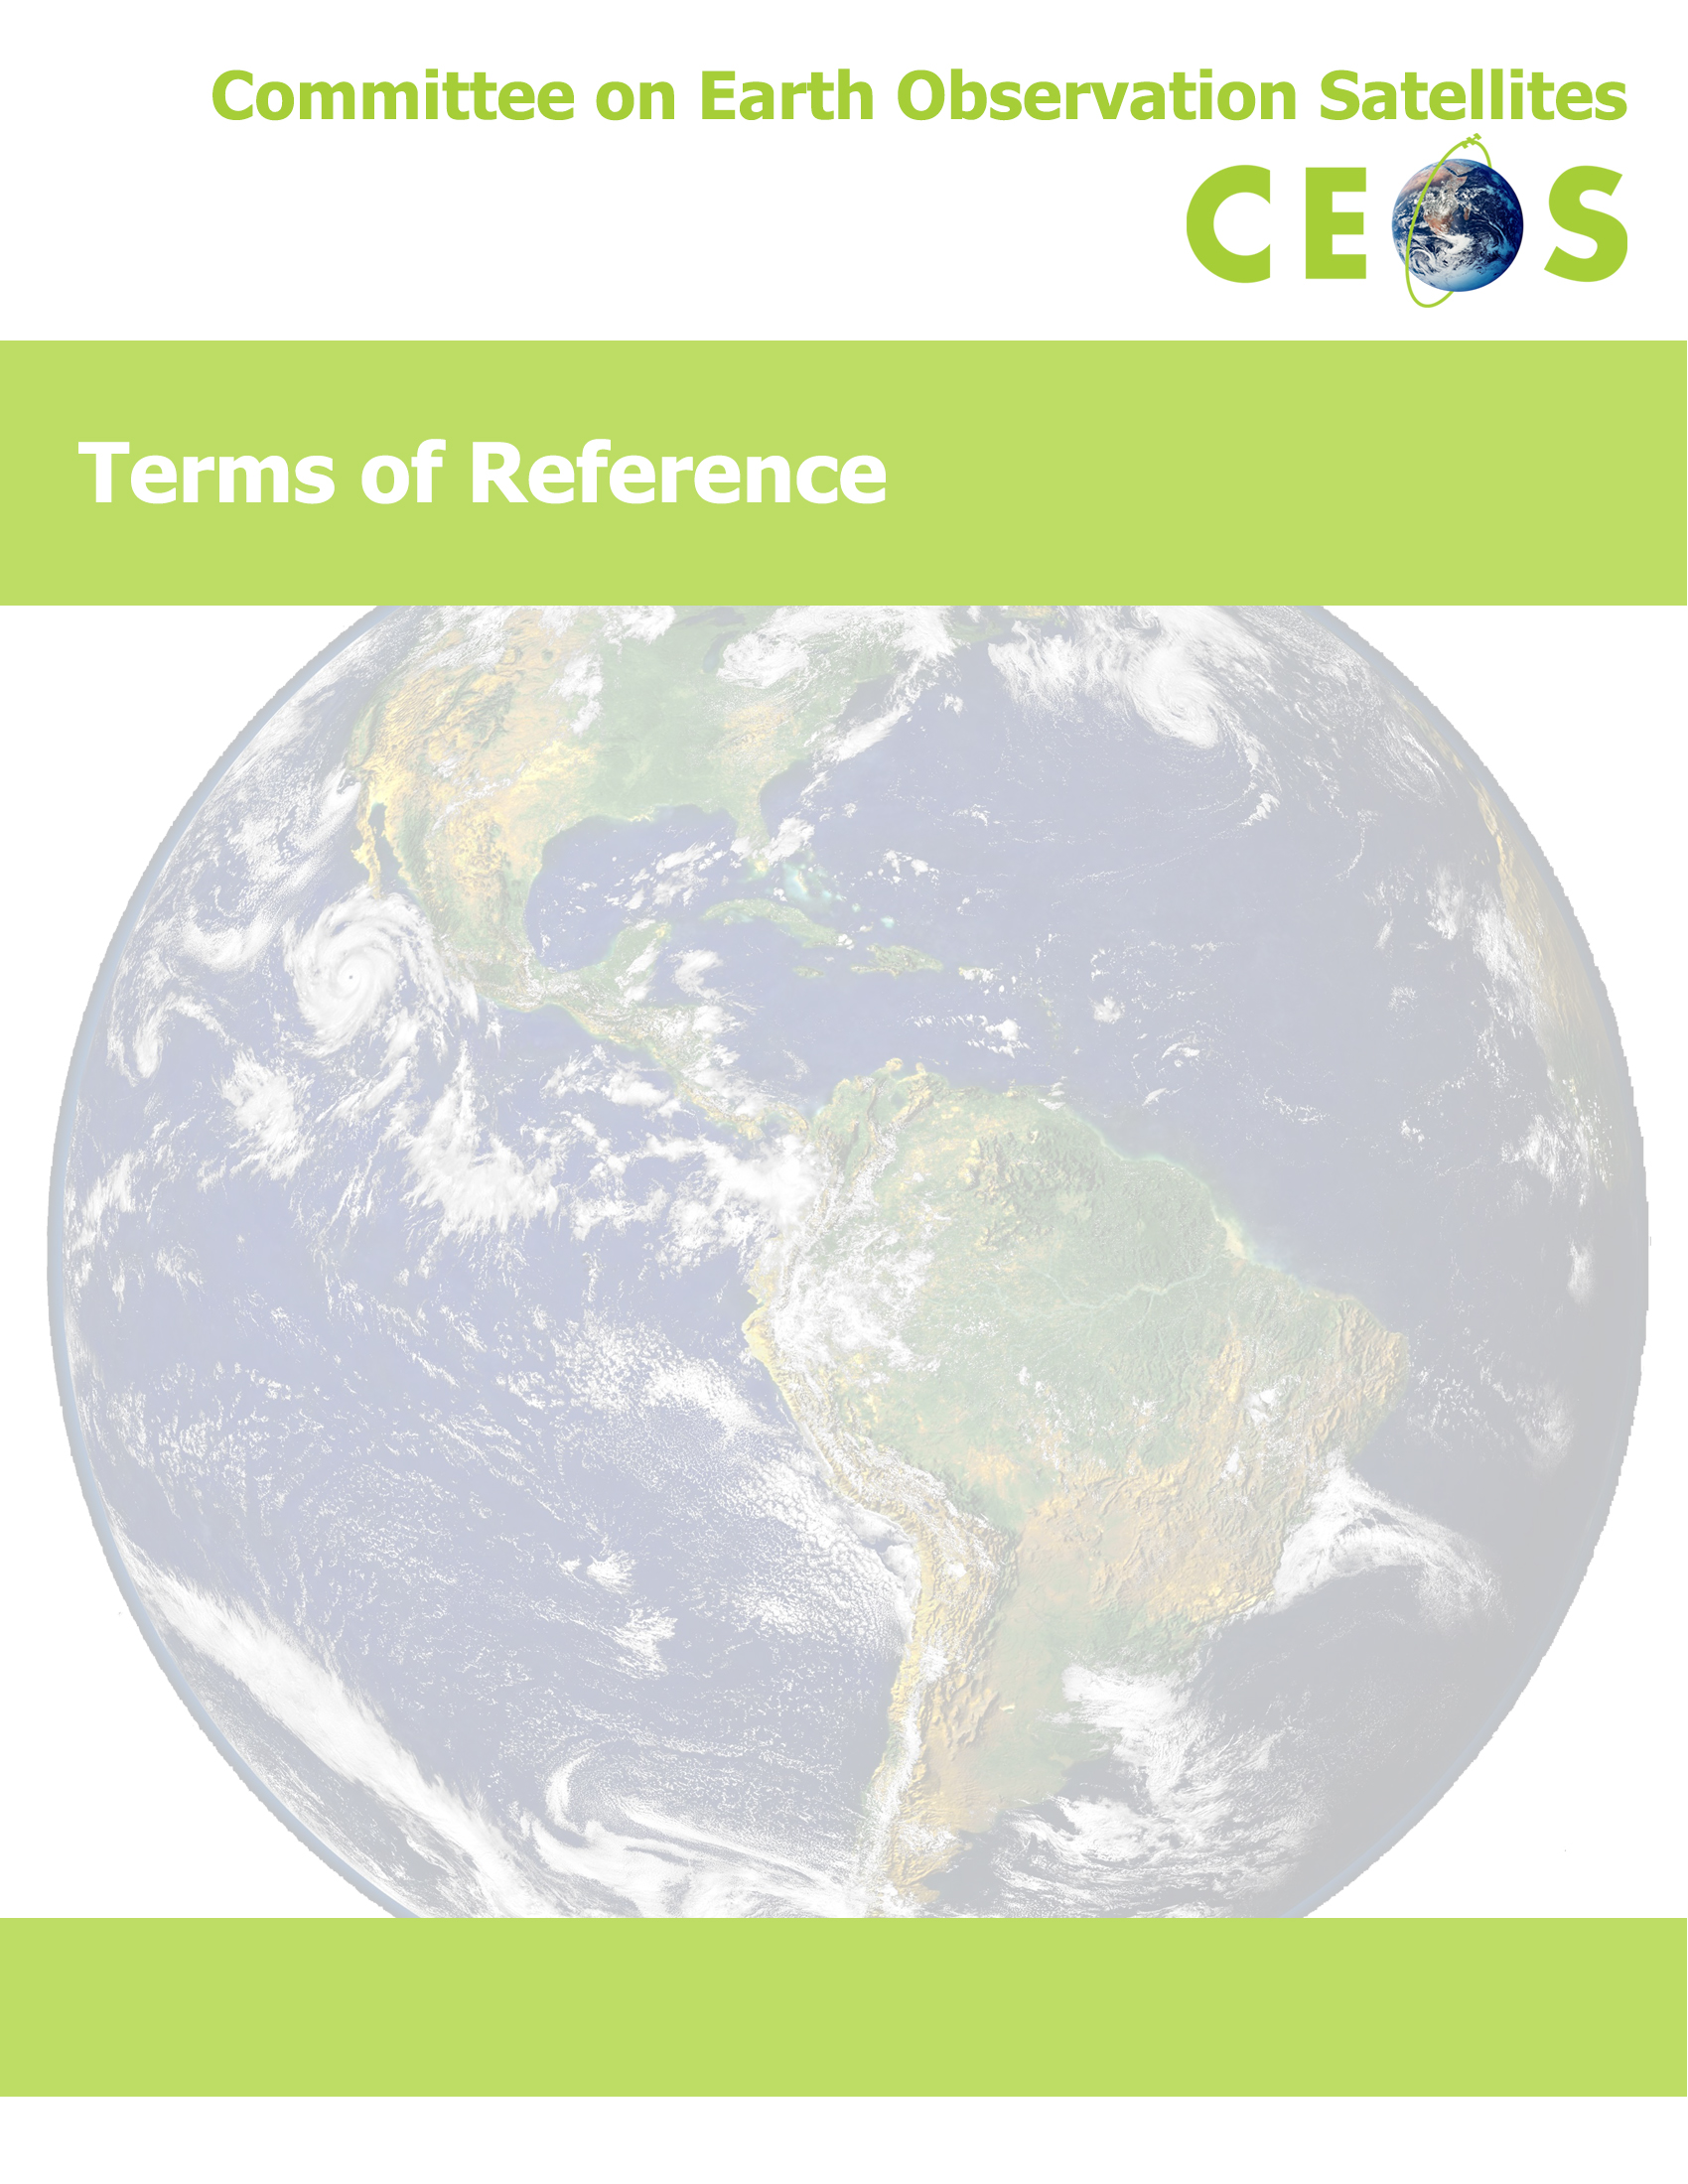 Committee on Earth Observation Satellites
CEOS
Terms of Reference